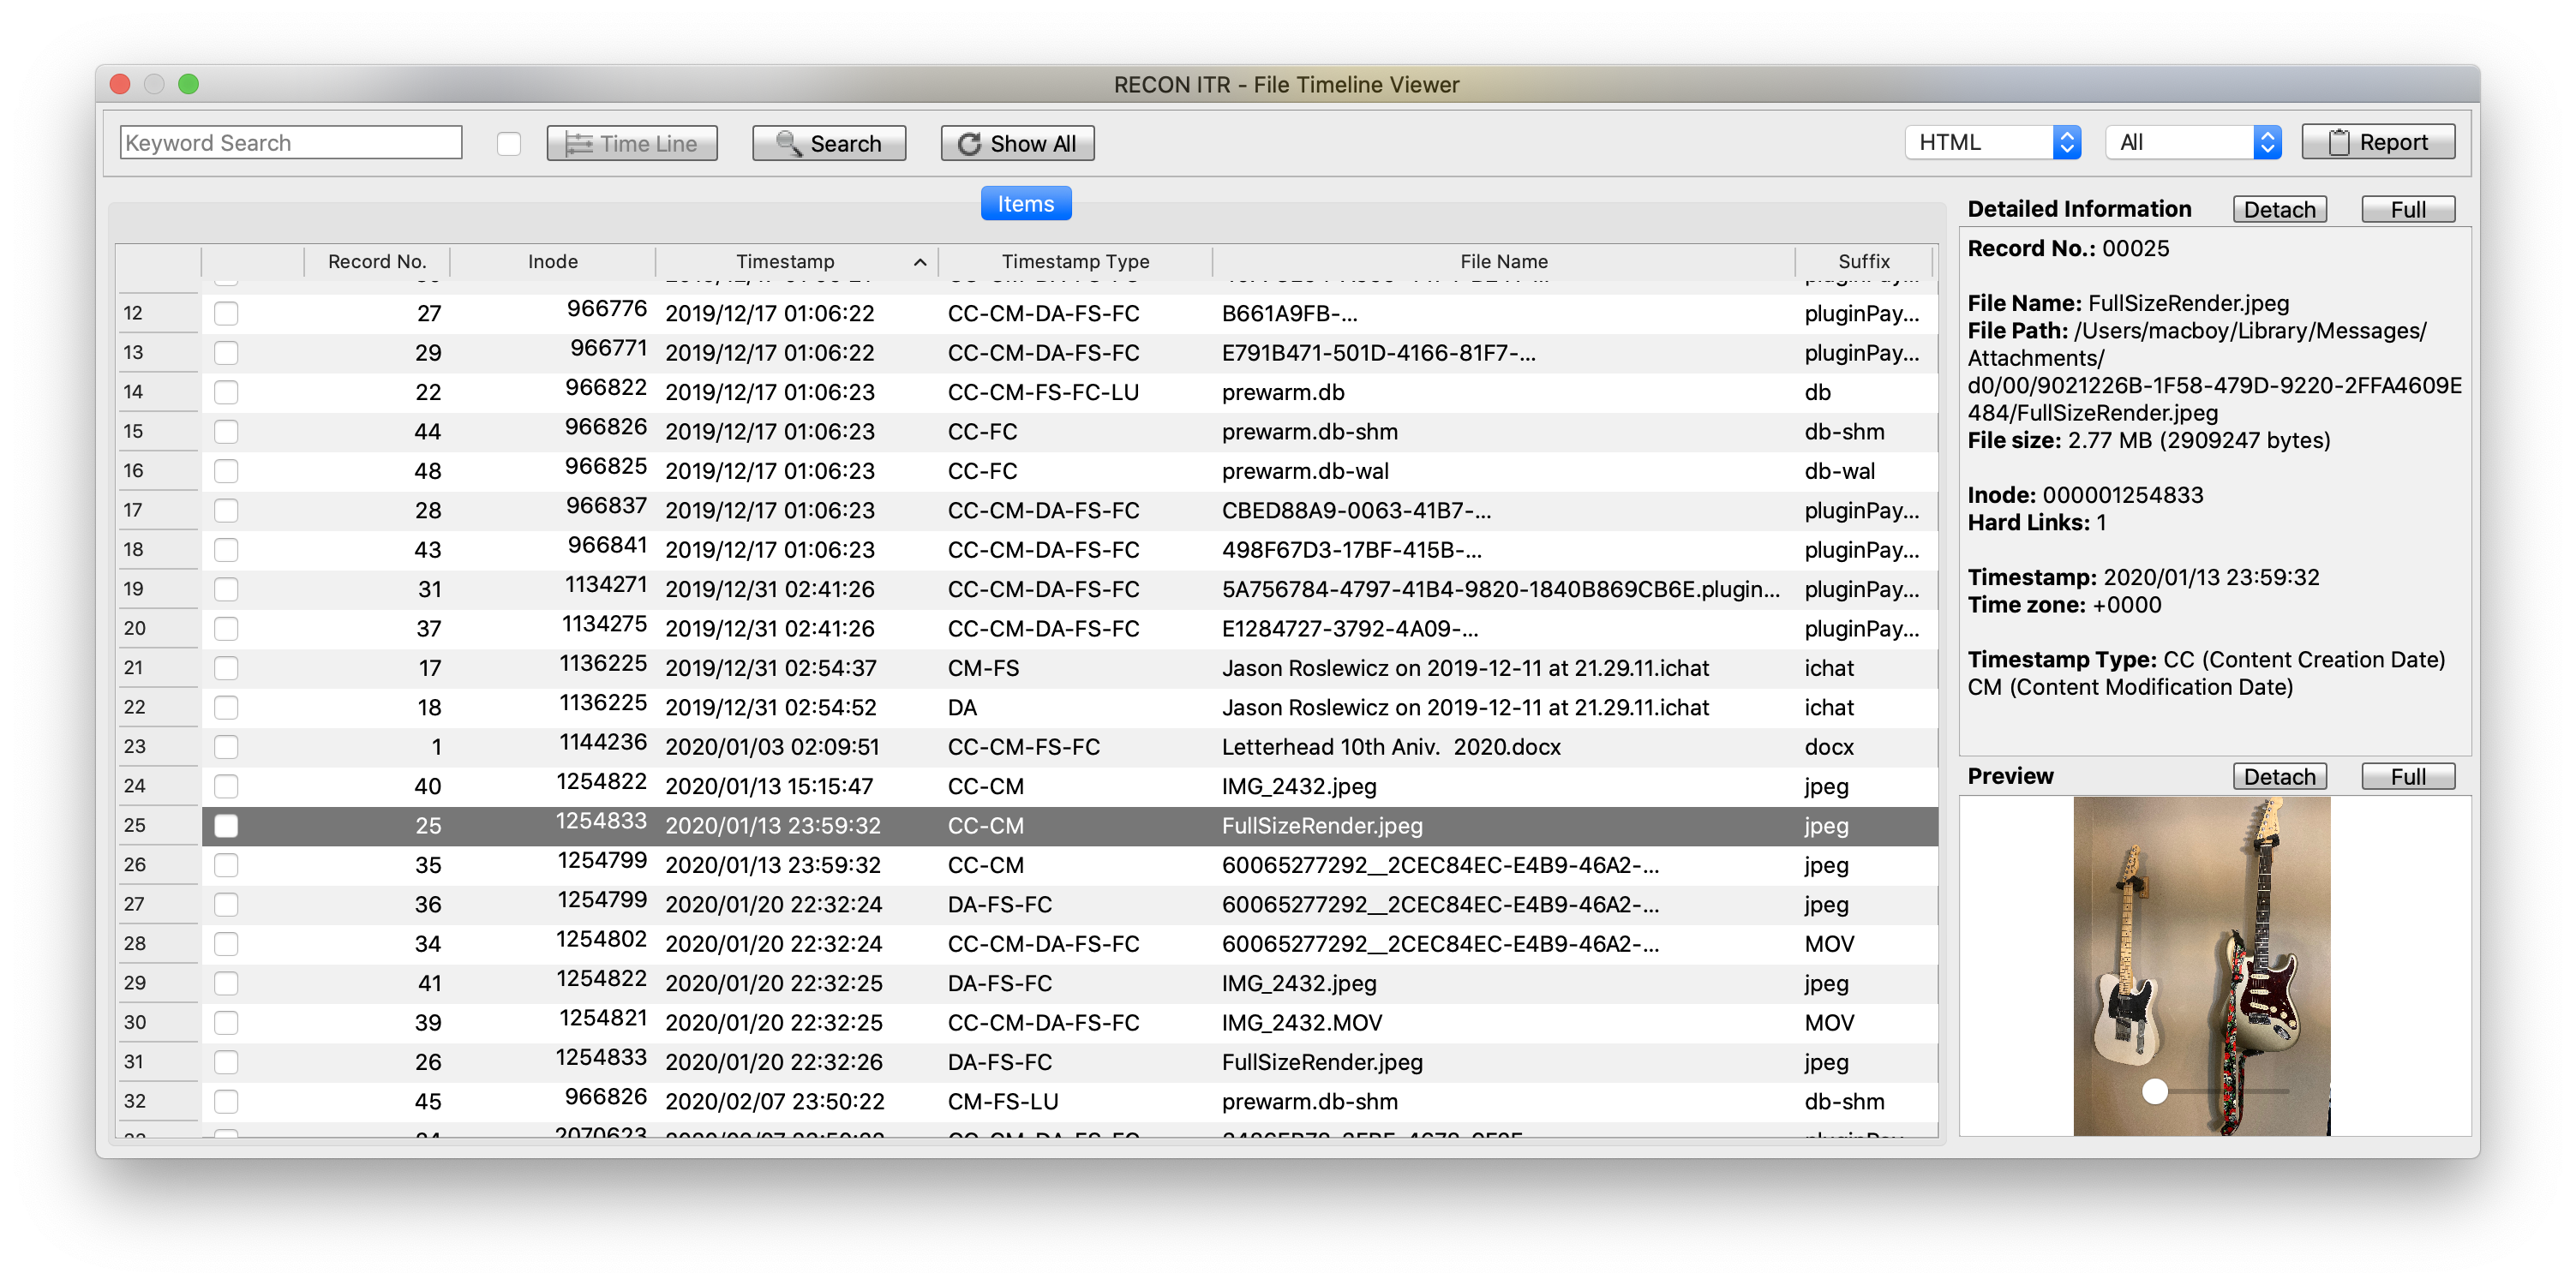 RECON ITR - File Timeline Viewer
Keyword Search Time Line Search Show All HTML All Report
Items
Record No. Inode Timestamp Timestamp Type File Name Suffix
12 27 966776 2019/12/17 01:06:22 CC-CM-DA-FS-FC B661A9FB-... pluginPay...
13 29 966771 2019/12/17 01:06:22 CC-CM-DA-FS-FC E791B471-501D-4166-81F7-... pluginPay...
14 22 966822 2019/12/17 01:06:23 CC-CM-FS-FC-LU prewarm.db db
15 44 966826 2019/12/17 01:06:23 CC-FC prewarm.db-shm db-shm
16 48 966825 2019/12/17 01:06:23 CC-FC prewarm.db-wal db-wal
17 28 966837 2019/12/17 01:06:23 CC-CM-DA-FS-FC CBED88A9-0063-41B7-... pluginPay...
18 43 966841 2019/12/17 01:06:23 CC-CM-DA-FS-FC 498F67D3-17BF-415B-... pluginPay...
19 31 1134271 2019/12/31 02:41:26 CC-CM-DA-FS-FC 5A756784-4797-41B4-9820-1840B869CB6E.plugin... pluginPay...
20 37 1134275 2019/12/31 02:41:26 CC-CM-DA-FS-FC E1284727-3792-4A09-... pluginPay...
21 17 1136225 2019/12/31 02:54:37 CM-FS Jason Roslewicz on 2019-12-11 at 21.29.11.ichat ichat
22 18 1136225 2019/12/31 02:54:52 DA Jason Roslewicz on 2019-12-11 at 21.29.11.ichat ichat
23 1 1144236 2020/01/03 02:09:51 CC-CM-FS-FC Letterhead 10th Aniv.  2020.docx docx
24 40 1254822 2020/01/13 15:15:47 CC-CM IMG_2432.jpeg jpeg
25 25 1254833 2020/01/13 23:59:32 CC-CM FullSizeRender.jpeg jpeg
26 35 1254799 2020/01/13 23:59:32 CC-CM 60065277292__2CEC84EC-E4B9-46A2-... jpeg
27 36 1254799 2020/01/20 22:32:24 DA-FS-FC 60065277292__2CEC84EC-E4B9-46A2-... jpeg
28 34 1254802 2020/01/20 22:32:24 CC-CM-DA-FS-FC 60065277292__2CEC84EC-E4B9-46A2-... MOV
29 41 1254822 2020/01/20 22:32:25 DA-FS-FC IMG_2432.jpeg jpeg
30 39 1254821 2020/01/20 22:32:25 CC-CM-DA-FS-FC IMG_2432.MOV MOV
31 26 1254833 2020/01/20 22:32:26 DA-FS-FC FullSizeRender.jpeg jpeg
32 45 966826 2020/02/07 23:50:22 CM-FS-LU prewarm.db-shm db-shm
Detailed Information Detach Full
Record No.: 00025
File Name: FullSizeRender.jpeg
File Path: /Users/macboy/Library/Messages/
Attachments/
d0/00/9021226B-1F58-479D-9220-2FFA4609E
484/FullSizeRender.jpeg
File size: 2.77 MB (2909247 bytes)
Inode: 000001254833
Hard Links: 1
Timestamp: 2020/01/13 23:59:32
Time zone: +0000
Timestamp Type: CC (Content Creation Date)
CM (Content Modification Date)
Preview Detach Full